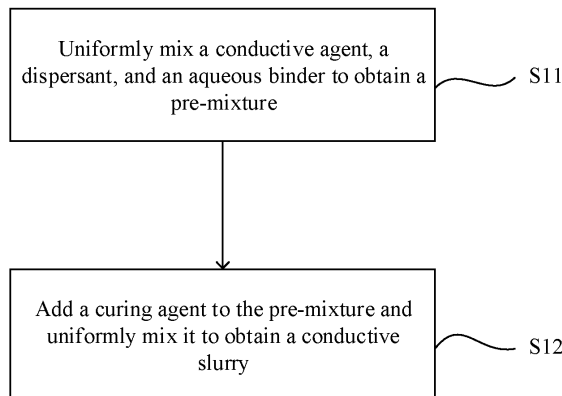 Uniformly mix a conductive agent, a
dispersant, and an aqueous binder to obtain a
pre-mixture
S11
Add a curing agent to the pre-mixture and
uniformly mix it to obtain a conductive
slurry
S12